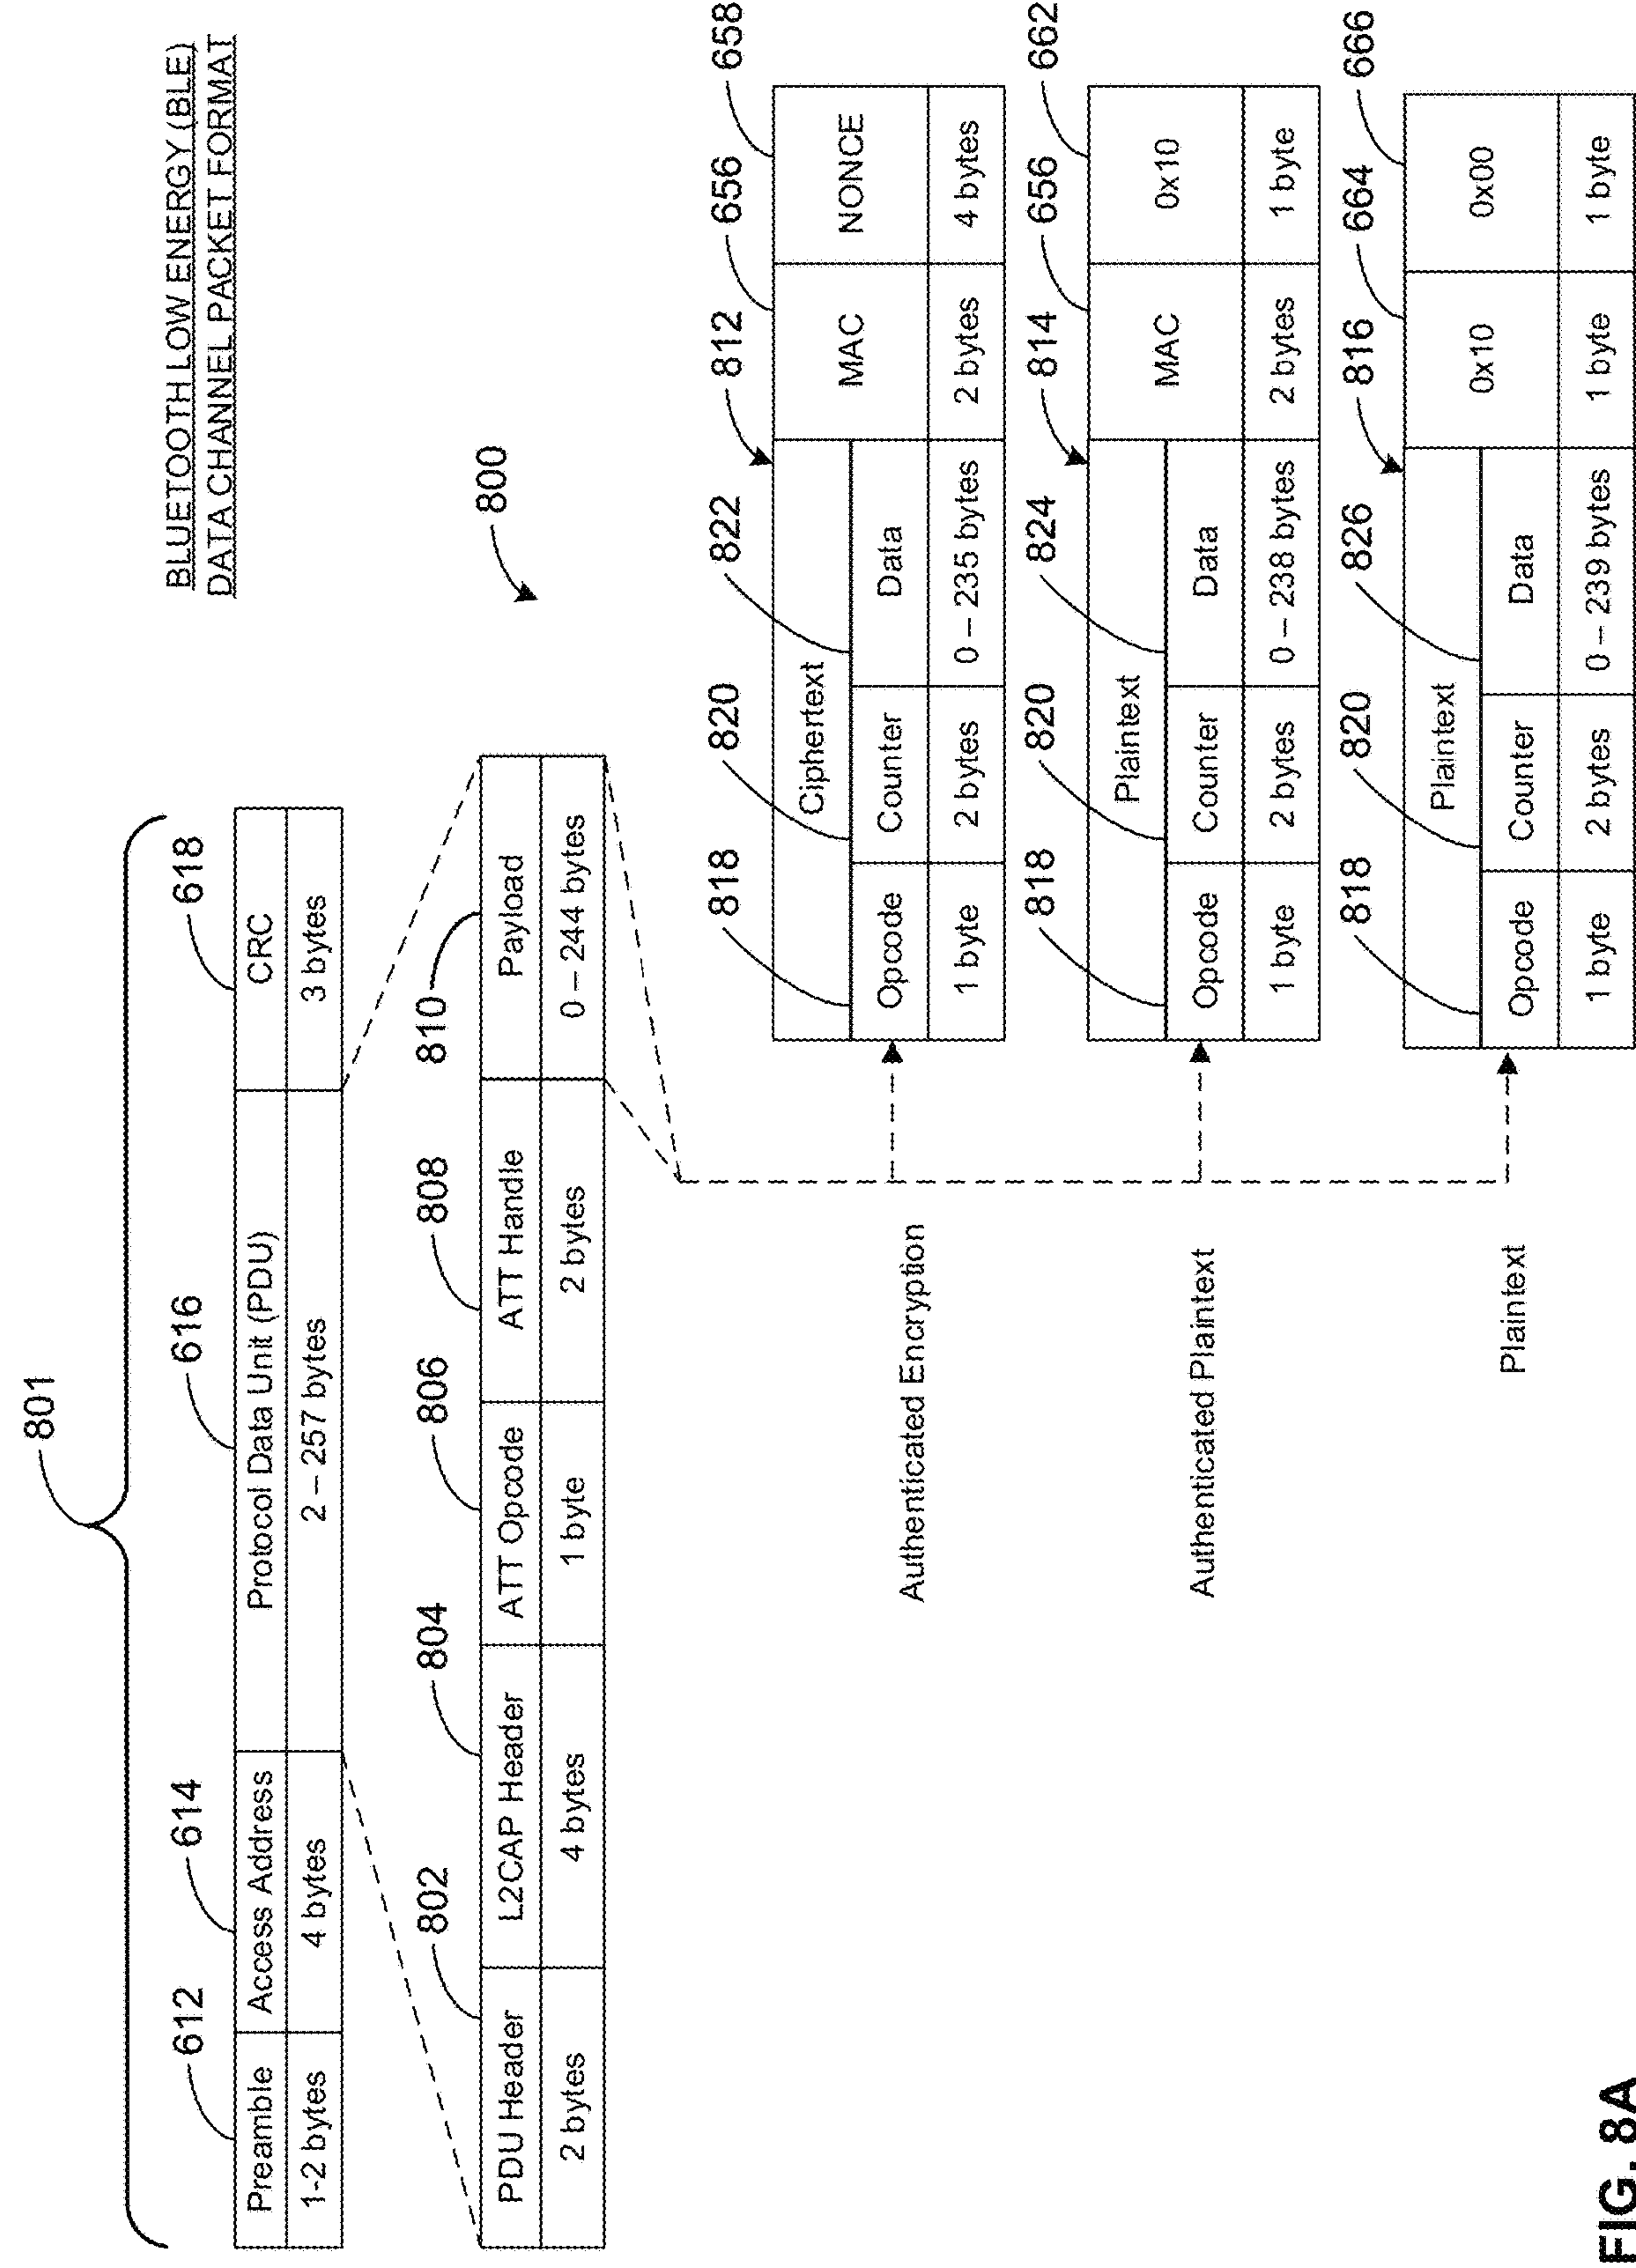 BLUETOOTH LOW ENERGY (BLE)
DATA CHANNEL PACKET FORMAT
801
612 614 616 618
Preamble Access Address Protocol Data Unit (PDU) CRC
1-2 bytes 4 bytes 2 – 257 bytes 3 bytes
802 804 806 808 810 800
PDU Header L2CAP Header ATT Opcode ATT Handle Payload
2 bytes 4 bytes 1 byte 2 bytes 0 – 244 bytes
818 820 822 812 656 658
Ciphertext MAC NONCE
Authenticated Encryption Opcode Counter Data
1 byte 2 bytes 0 – 235 bytes 2 bytes 4 bytes
818 820 824 814 656 662
Plaintext MAC 0x10
Authenticated Plaintext Opcode Counter Data
1 byte 2 bytes 0 – 238 bytes 2 bytes 1 byte
818 820 826 816 664 666
Plaintext 0x10 0x00
Plaintext Opcode Counter Data
1 byte 2 bytes 0 – 239 bytes 1 byte 1 byte
FIG. 8A